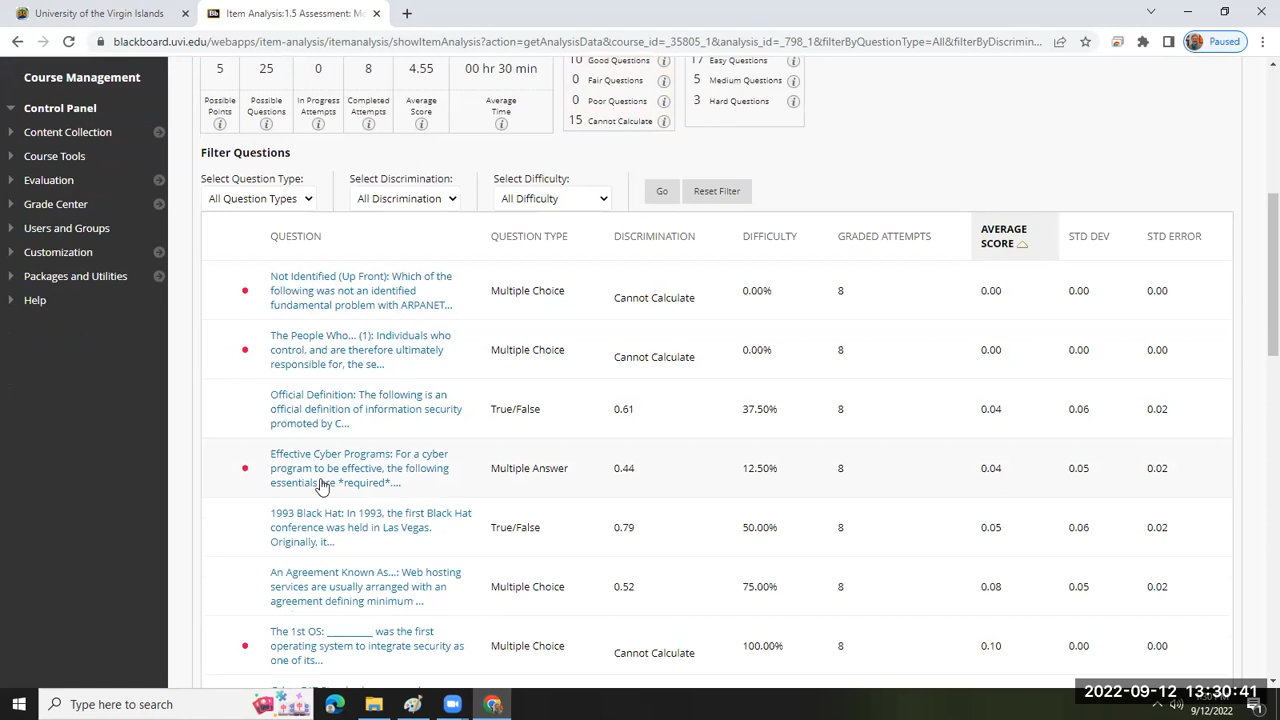 University of the Virgin Islands
Item Analysis:1.5 Assessment: Mo
blackboard.uvi.edu/webapps/item-analysis/itemanalysis/showItemAnalysis?action=getAnalysisData&course_id=_35805_1&analysis_id=_798_1&filterByQuestionType=All&filterByDiscrimin...
Paused
Course Management
Control Panel
Content Collection
Course Tools
Evaluation
Grade Center
Users and Groups
Customization
Packages and Utilities
Help
5 25 0 8 4.55 00 hr 30 min
Possible Points
Possible Questions
In Progress Attempts
Completed Attempts
Average Score
Average Time
10 Good Questions
0 Fair Questions
0 Poor Questions
15 Cannot Calculate
17 Easy Questions
5 Medium Questions
3 Hard Questions
Filter Questions
Select Question Type: Select Discrimination: Select Difficulty:
All Question Types All Discrimination All Difficulty Go Reset Filter
QUESTION QUESTION TYPE DISCRIMINATION DIFFICULTY GRADED ATTEMPTS AVERAGE SCORE STD DEV STD ERROR
Not Identified (Up Front): Which of the
following was not an identified
fundamental problem with ARPANET...
Multiple Choice Cannot Calculate 0.00% 8 0.00 0.00 0.00
The People Who... (1): Individuals who
control, and are therefore ultimately
responsible for, the se...
Multiple Choice Cannot Calculate 0.00% 8 0.00 0.00 0.00
Official Definition: The following is an
official definition of information security
promoted by C...
True/False 0.61 37.50% 8 0.04 0.06 0.02
Effective Cyber Programs: For a cyber
program to be effective, the following
essentials are *required*....
Multiple Answer 0.44 12.50% 8 0.04 0.05 0.02
1993 Black Hat: In 1993, the first Black Hat
conference was held in Las Vegas.
Originally, it...
True/False 0.79 50.00% 8 0.05 0.06 0.02
An Agreement Known As...: Web hosting
services are usually arranged with an
agreement defining minimum ...
Multiple Choice 0.52 75.00% 8 0.08 0.05 0.02
The 1st OS: _________ was the first
operating system to integrate security as
one of its...
Multiple Choice Cannot Calculate 100.00% 8 0.10 0.00 0.00
Type here to search
2022-09-12 13:30:41
9/12/2022